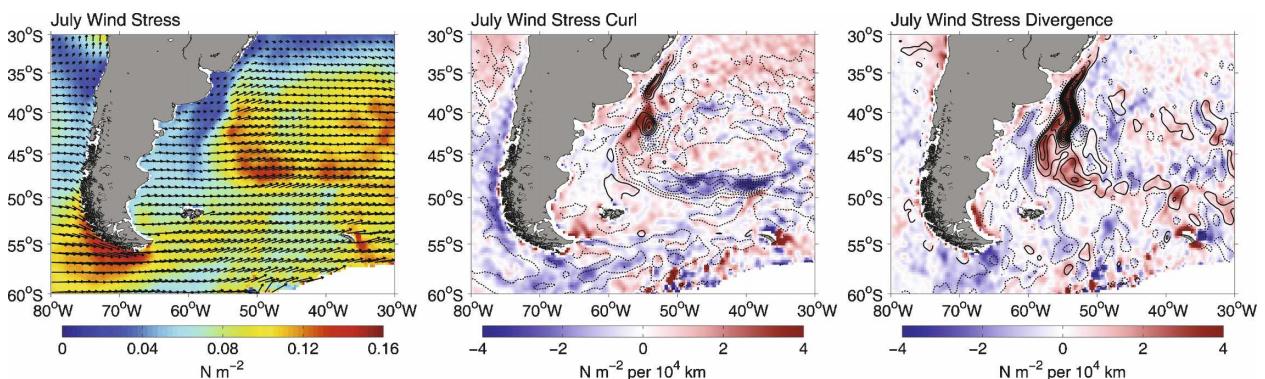 July Wind Stress
30°S
35°S
40°S
45°S
50°S
55°S
60°S
80°W 70°W 60°W 50°W 40°W 30°W
0 0.04 0.08 0.12 0.16
N m⁻²
July Wind Stress Curl
30°S
35°S
40°S
45°S
50°S
55°S
60°S
80°W 70°W 60°W 50°W 40°W 30°W
−4 −2 0 2 4
N m⁻² per 10⁴ km
July Wind Stress Divergence
30°S
35°S
40°S
45°S
50°S
55°S
60°S
80°W 70°W 60°W 50°W 40°W 30°W
−4 −2 0 2 4
N m⁻² per 10⁴ km